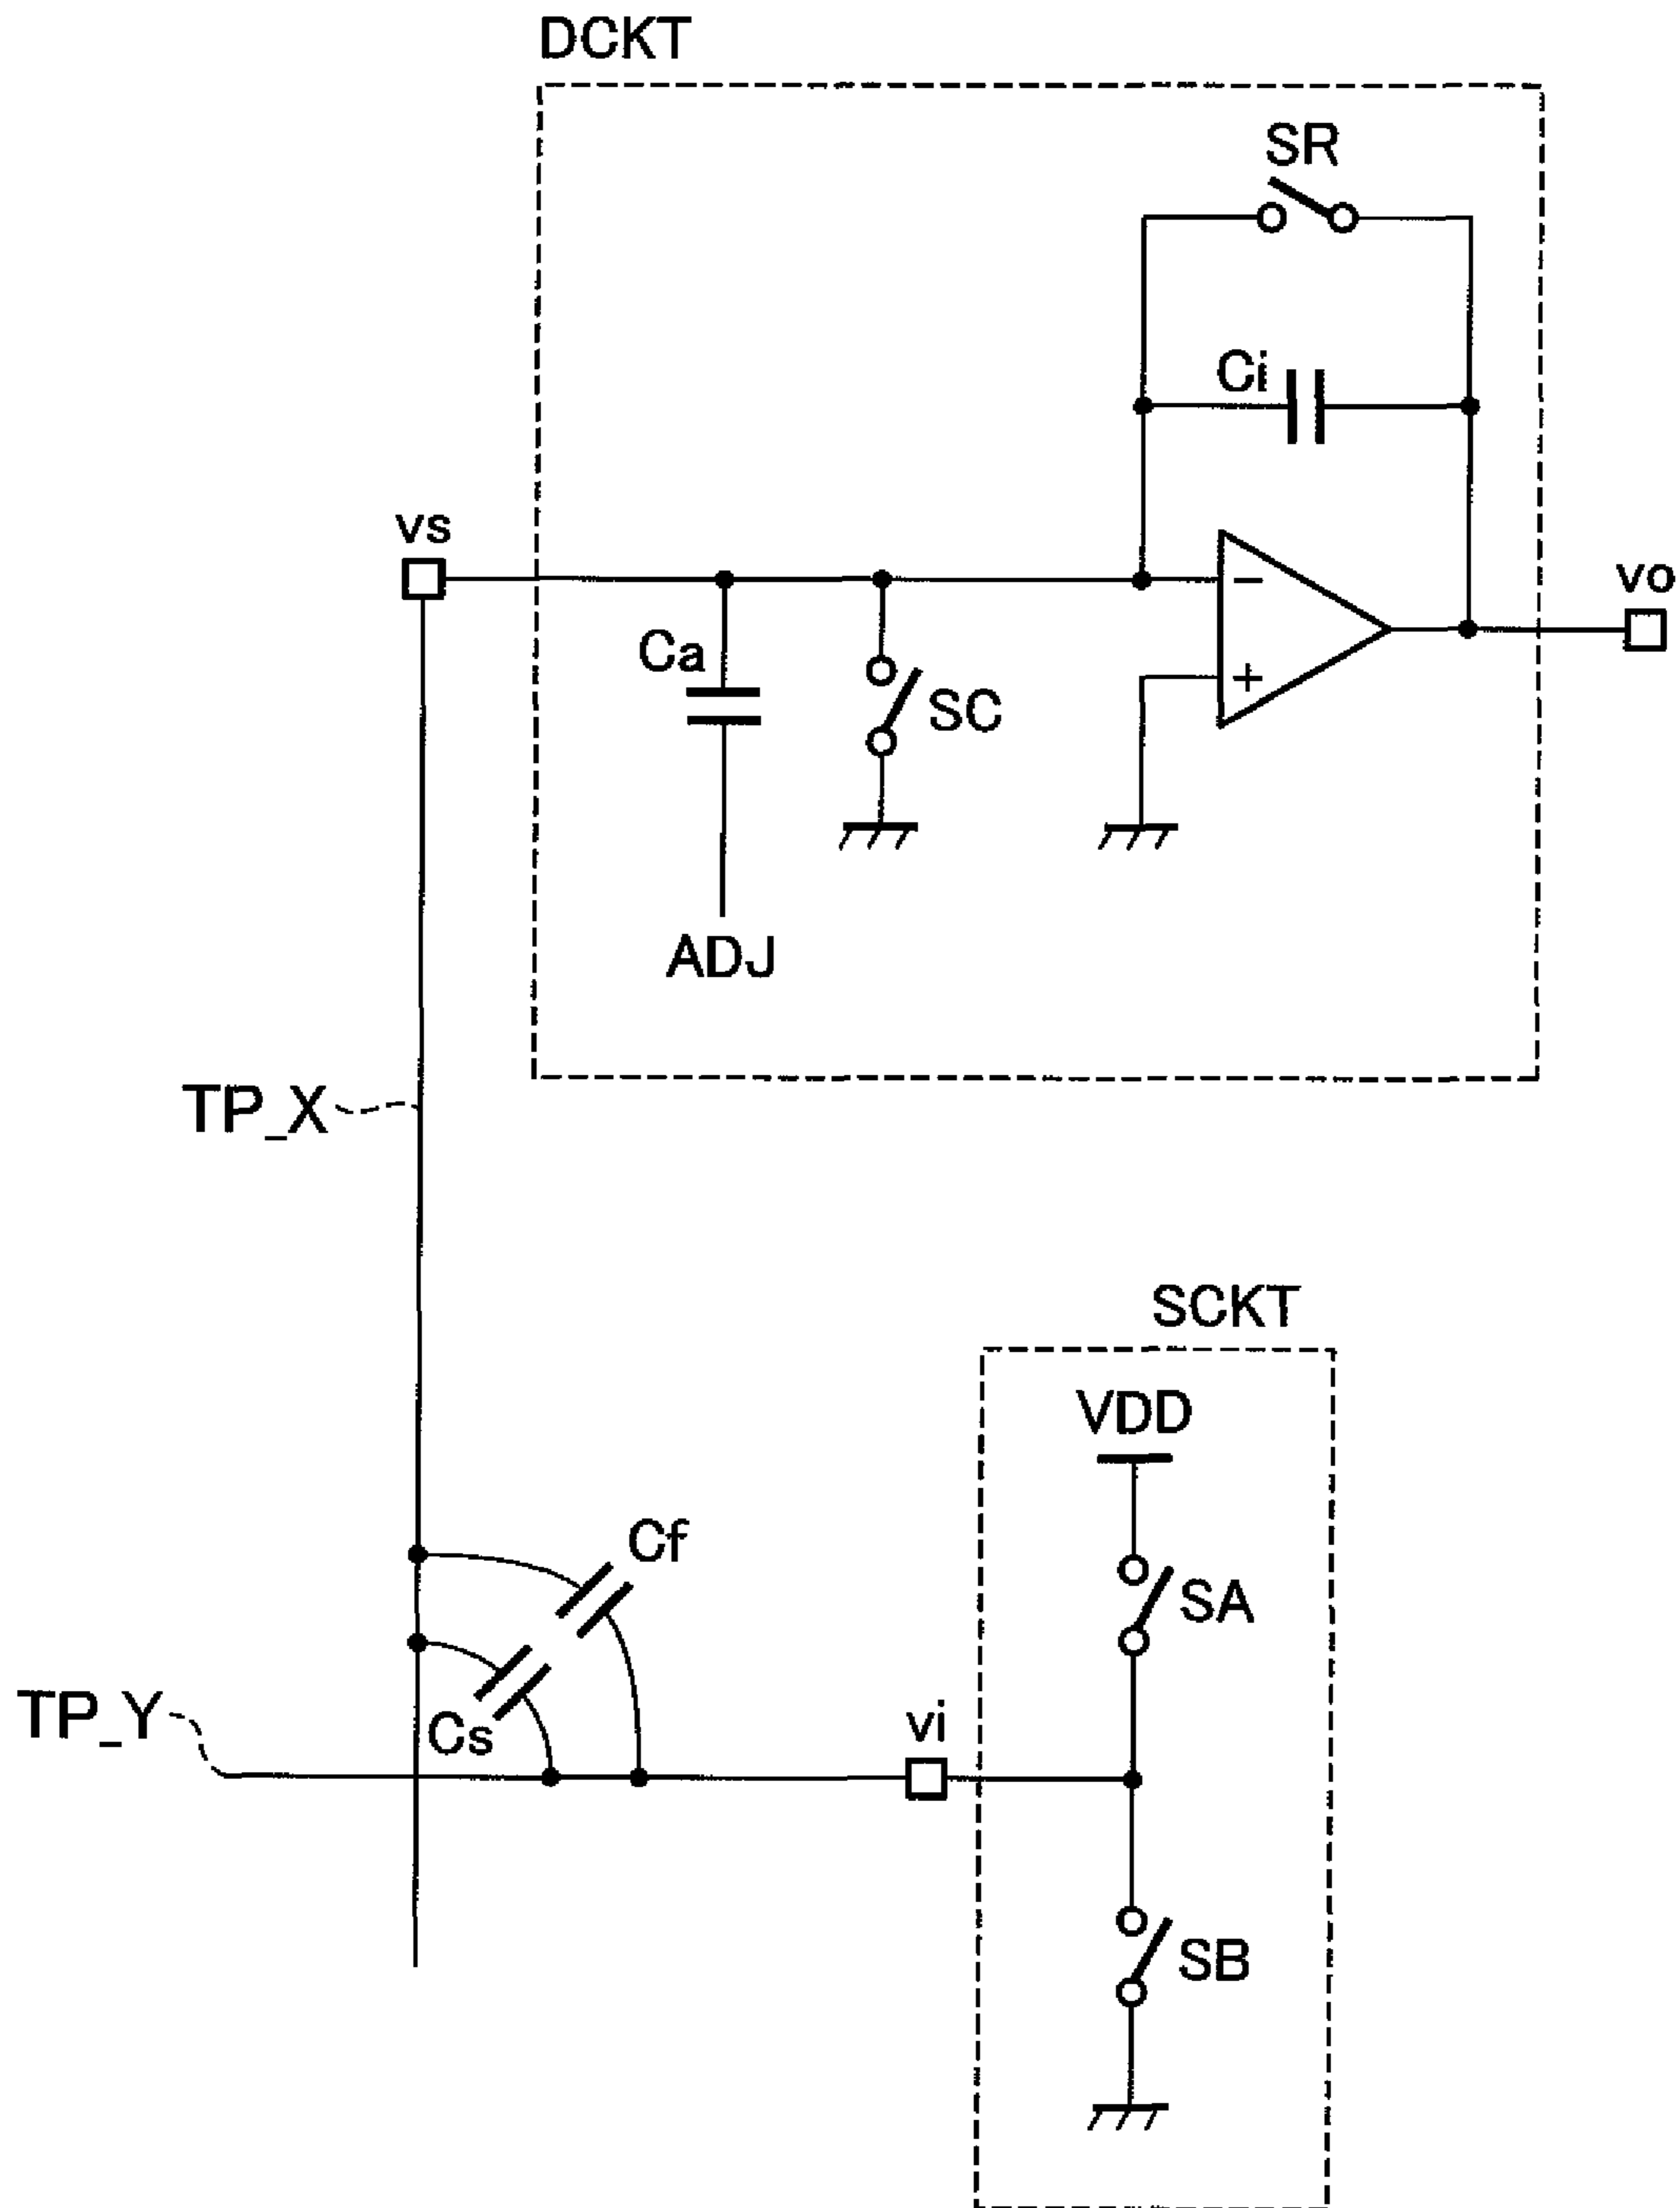 DCKT
SR
Ci
vs
vo
Ca
SC
−
+
ADJ
TP_X
SCKT
VDD
Cf
SA
TP_Y
Cs
vi
SB